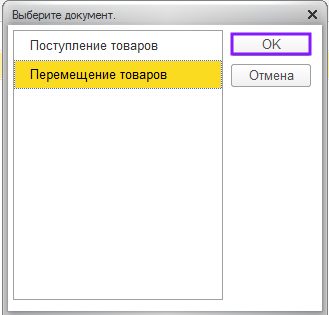 Выберите документ.
Поступление товаров
OK
Перемещение товаров
Отмена